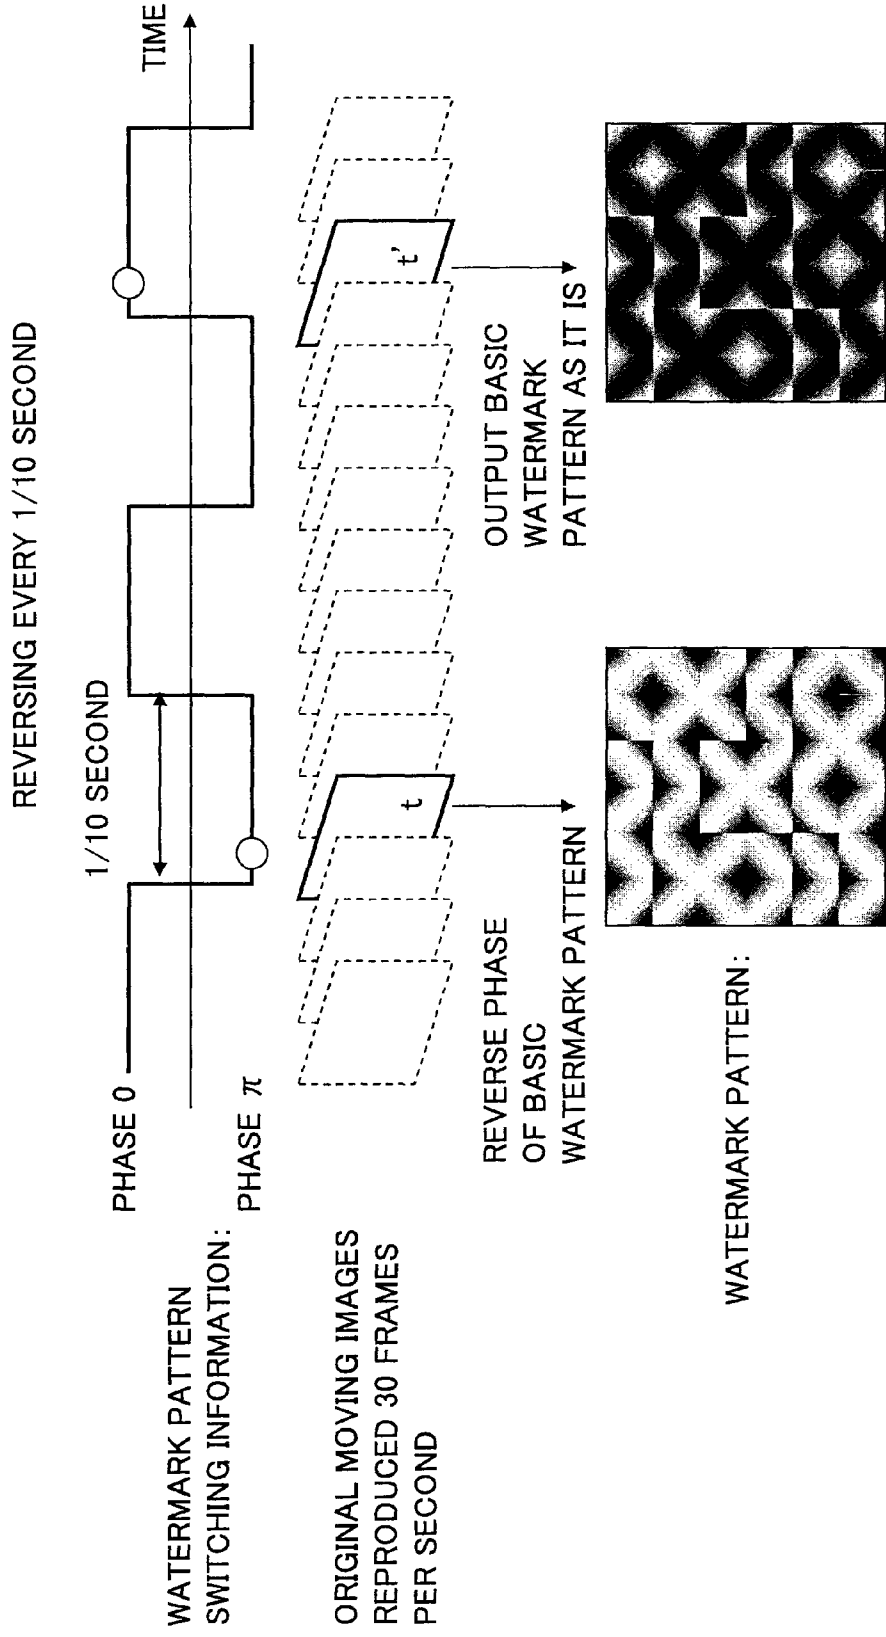 REVERSING EVERY 1/10 SECOND
1/10 SECOND
TIME
PHASE 0
WATERMARK PATTERN
SWITCHING INFORMATION:
PHASE π
ORIGINAL MOVING IMAGES
REPRODUCED 30 FRAMES
PER SECOND
t
t'
REVERSE PHASE
OF BASIC
WATERMARK PATTERN
OUTPUT BASIC
WATERMARK
PATTERN AS IT IS
WATERMARK PATTERN: